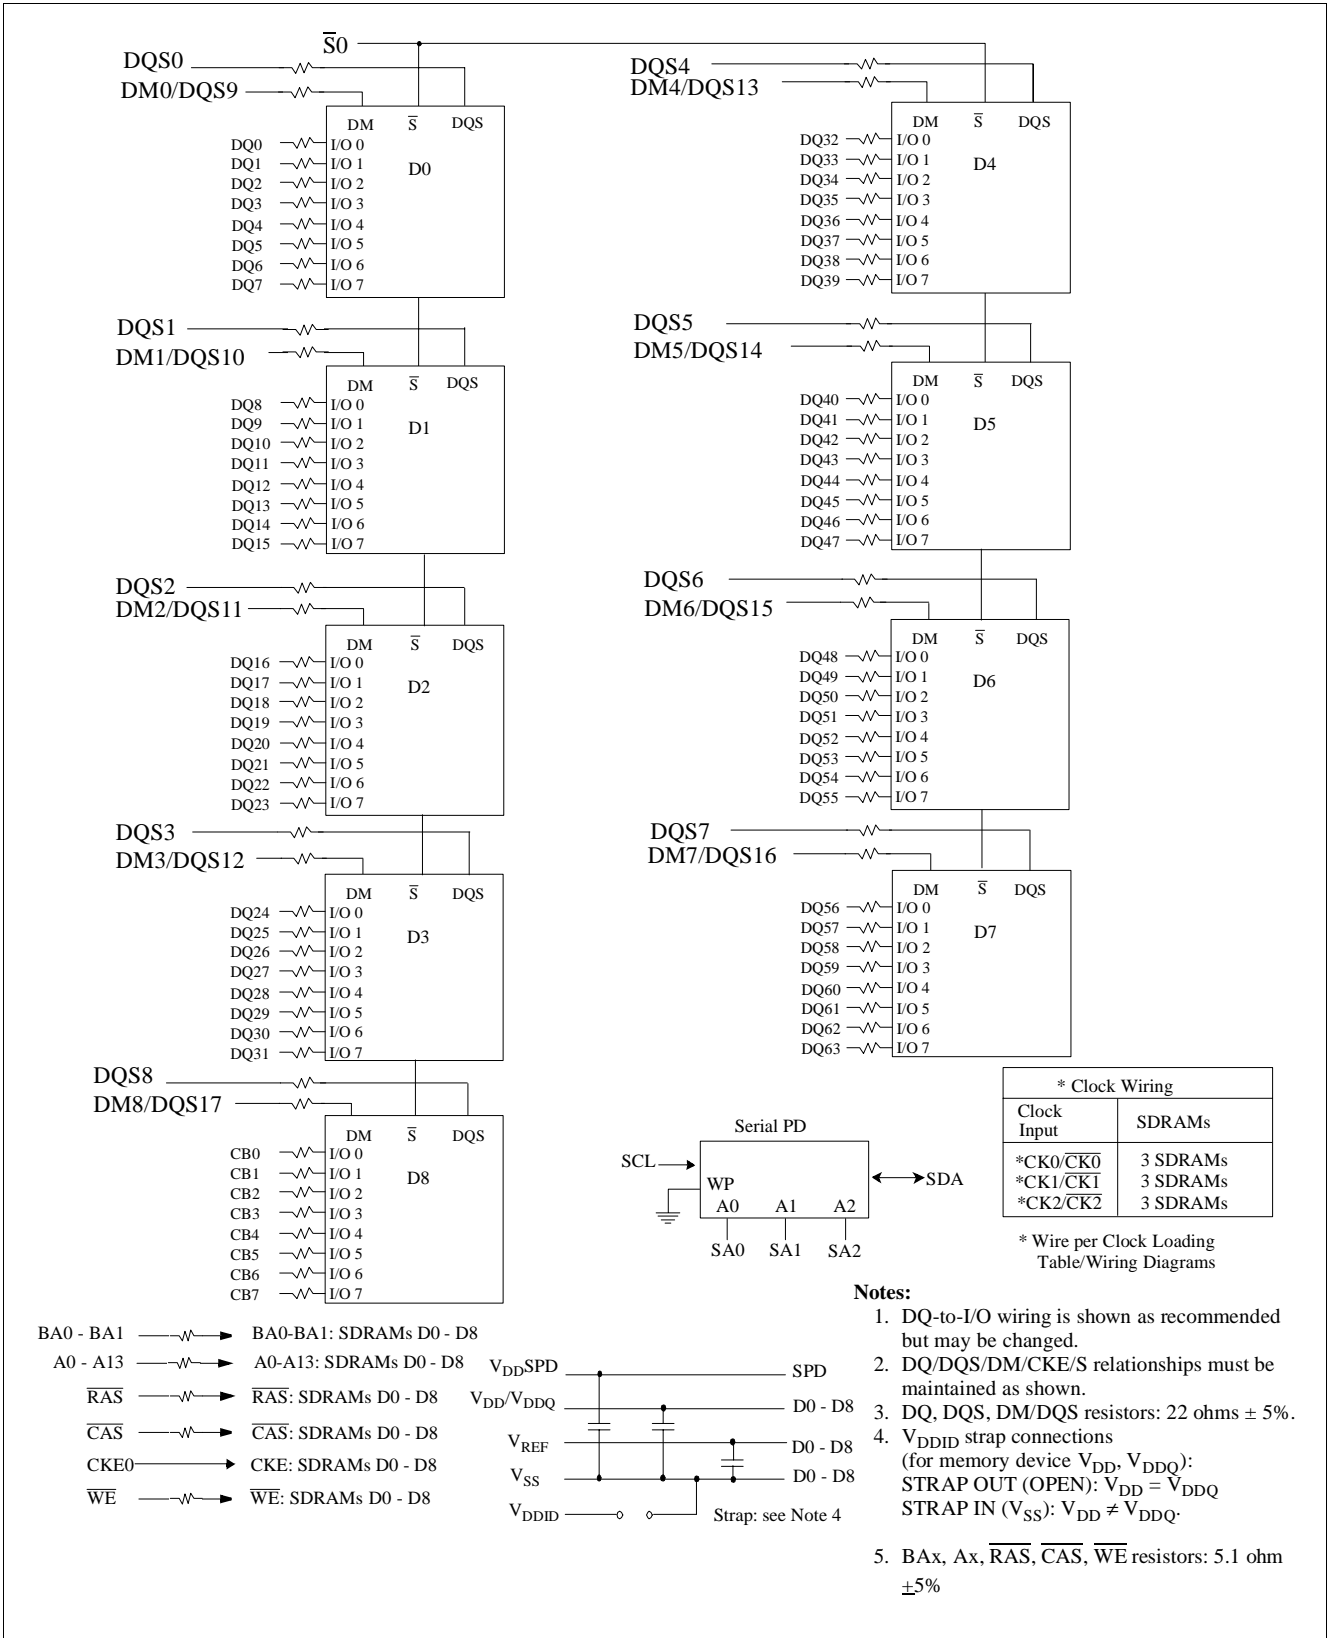 S̅0
DQS0
DM0/DQS9
DM S̅ DQS
D0
DQ0 I/O 0
DQ1 I/O 1
DQ2 I/O 2
DQ3 I/O 3
DQ4 I/O 4
DQ5 I/O 5
DQ6 I/O 6
DQ7 I/O 7
DQS1
DM1/DQS10
DM S̅ DQS
D1
DQ8 I/O 0
DQ9 I/O 1
DQ10 I/O 2
DQ11 I/O 3
DQ12 I/O 4
DQ13 I/O 5
DQ14 I/O 6
DQ15 I/O 7
DQS2
DM2/DQS11
DM S̅ DQS
D2
DQ16 I/O 0
DQ17 I/O 1
DQ18 I/O 2
DQ19 I/O 3
DQ20 I/O 4
DQ21 I/O 5
DQ22 I/O 6
DQ23 I/O 7
DQS3
DM3/DQS12
DM S̅ DQS
D3
DQ24 I/O 0
DQ25 I/O 1
DQ26 I/O 2
DQ27 I/O 3
DQ28 I/O 4
DQ29 I/O 5
DQ30 I/O 6
DQ31 I/O 7
DQS8
DM8/DQS17
DM S̅ DQS
D8
CB0 I/O 0
CB1 I/O 1
CB2 I/O 2
CB3 I/O 3
CB4 I/O 4
CB5 I/O 5
CB6 I/O 6
CB7 I/O 7
DQS4
DM4/DQS13
DM S̅ DQS
D4
DQ32 I/O 0
DQ33 I/O 1
DQ34 I/O 2
DQ35 I/O 3
DQ36 I/O 4
DQ37 I/O 5
DQ38 I/O 6
DQ39 I/O 7
DQS5
DM5/DQS14
DM S̅ DQS
D5
DQ40 I/O 0
DQ41 I/O 1
DQ42 I/O 2
DQ43 I/O 3
DQ44 I/O 4
DQ45 I/O 5
DQ46 I/O 6
DQ47 I/O 7
DQS6
DM6/DQS15
DM S̅ DQS
D6
DQ48 I/O 0
DQ49 I/O 1
DQ50 I/O 2
DQ51 I/O 3
DQ52 I/O 4
DQ53 I/O 5
DQ54 I/O 6
DQ55 I/O 7
DQS7
DM7/DQS16
DM S̅ DQS
D7
DQ56 I/O 0
DQ57 I/O 1
DQ58 I/O 2
DQ59 I/O 3
DQ60 I/O 4
DQ61 I/O 5
DQ62 I/O 6
DQ63 I/O 7
Serial PD
SCL
WP
SDA
A0 A1 A2
SA0 SA1 SA2
* Clock Wiring
Clock
Input SDRAMs
*CK0/C̅K̅0̅ 3 SDRAMs
*CK1/C̅K̅1̅ 3 SDRAMs
*CK2/C̅K̅2̅ 3 SDRAMs
* Wire per Clock Loading
Table/Wiring Diagrams
BA0 - BA1 BA0-BA1: SDRAMs D0 - D8
A0 - A13 A0-A13: SDRAMs D0 - D8
R̅A̅S̅ R̅A̅S̅: SDRAMs D0 - D8
C̅A̅S̅ C̅A̅S̅: SDRAMs D0 - D8
CKE0 CKE: SDRAMs D0 - D8
W̅E̅ W̅E̅: SDRAMs D0 - D8
VDDSPD SPD
VDD/VDDQ D0 - D8
VREF D0 - D8
VSS D0 - D8
VDDID Strap: see Note 4
Notes:
1. DQ-to-I/O wiring is shown as recommended
but may be changed.
2. DQ/DQS/DM/CKE/S relationships must be
maintained as shown.
3. DQ, DQS, DM/DQS resistors: 22 ohms ± 5%.
4. VDDID strap connections
(for memory device VDD, VDDQ):
STRAP OUT (OPEN): VDD = VDDQ
STRAP IN (VSS): VDD ≠ VDDQ.
5. BAx, Ax, R̅A̅S̅, C̅A̅S̅, W̅E̅ resistors: 5.1 ohm
±5%